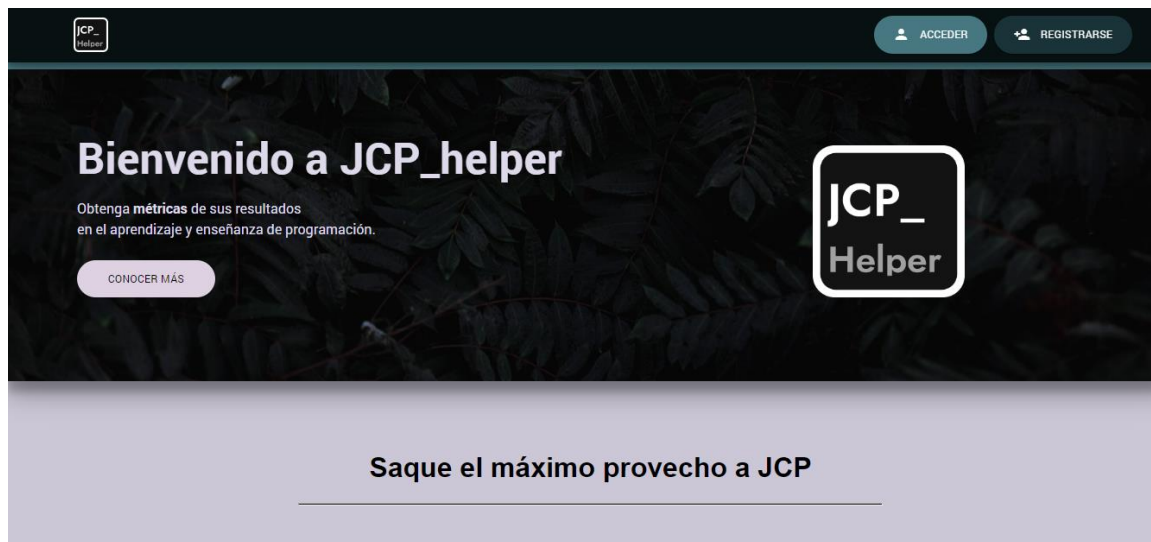 JCP_
Helper
ACCEDER
REGISTRARSE
Bienvenido a JCP_helper
Obtenga métricas de sus resultados
en el aprendizaje y enseñanza de programación.
CONOCER MÁS
JCP_
Helper
Saque el máximo provecho a JCP